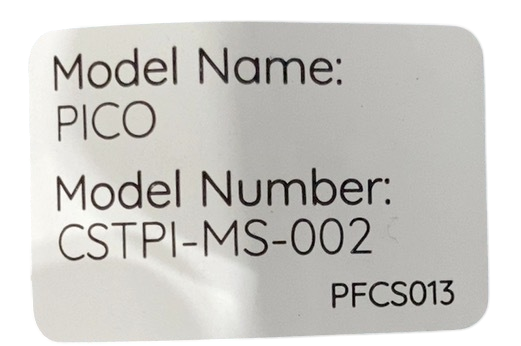 Model Name:
PICO
Model Number:
CSTPI-MS-002
PFCS013